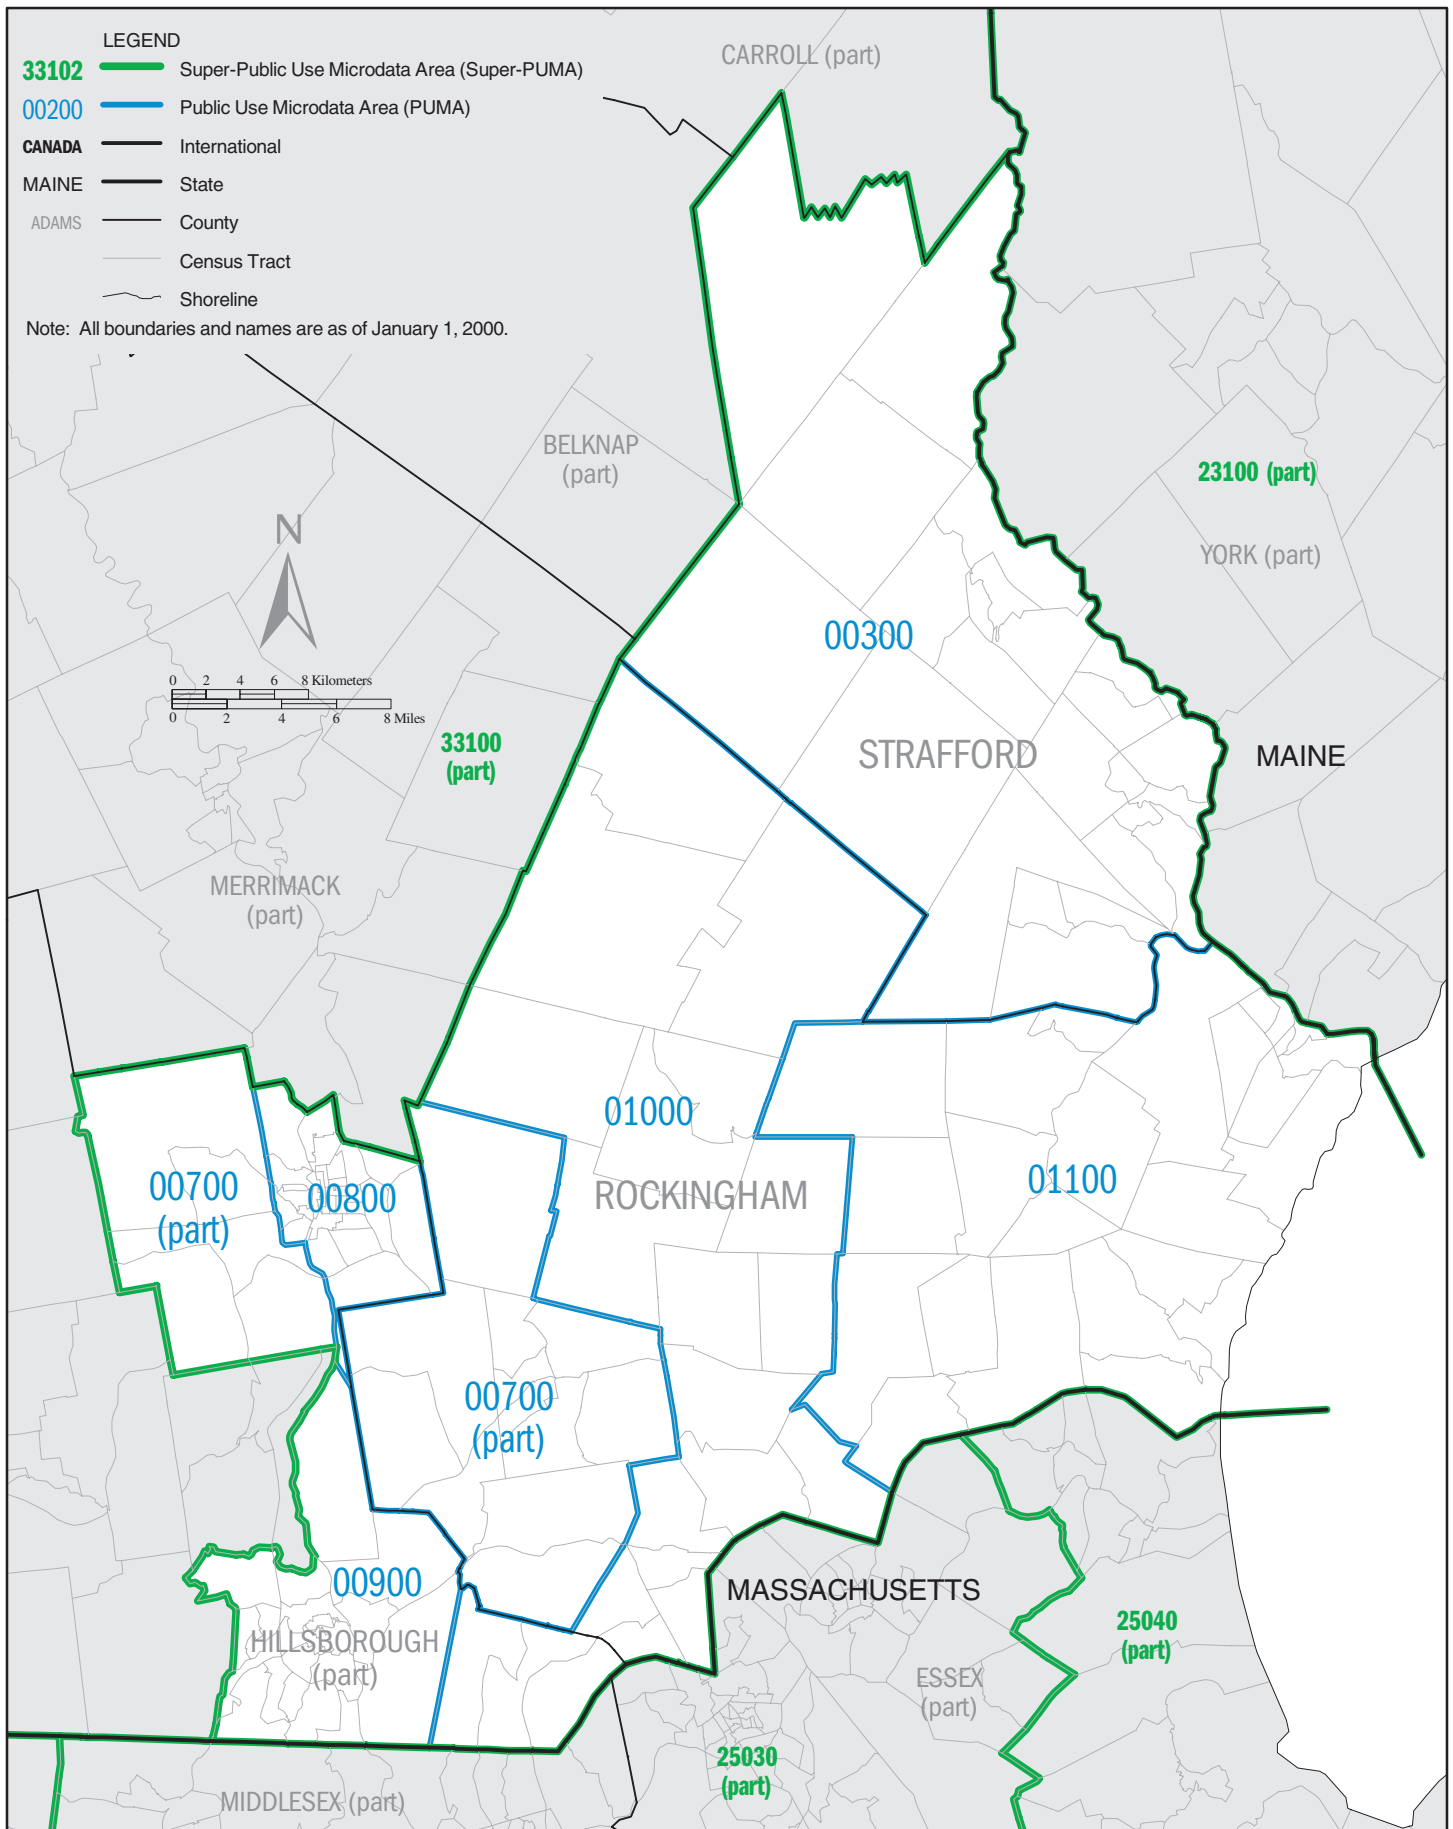 LEGEND
33102 Super-Public Use Microdata Area (Super-PUMA)
00200 Public Use Microdata Area (PUMA)
CANADA International
MAINE State
ADAMS County
Census Tract
Shoreline
Note: All boundaries and names are as of January 1, 2000.
CARROLL (part)
BELKNAP
(part)
23100 (part)
YORK (part)
N
00300
0 2 4 6 8 Kilometers
0 2 4 6 8 Miles
33100
(part)
STRAFFORD
MAINE
MERRIMACK
(part)
01000
00700
(part)
00800
ROCKINGHAM
01100
00700
(part)
00900
MASSACHUSETTS
HILLSBOROUGH
(part)
25040
(part)
ESSEX
(part)
25030
(part)
MIDDLESEX (part)